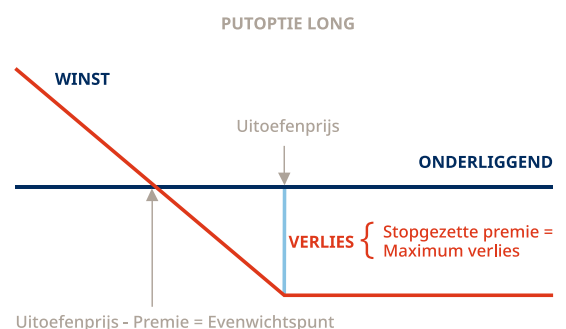 PUTOPTIE LONG
WINST
Uitoefenprijs
ONDERLIGGEND
VERLIES { Stopgezette premie =
Maximum verlies
Uitoefenprijs - Premie = Evenwichtspunt